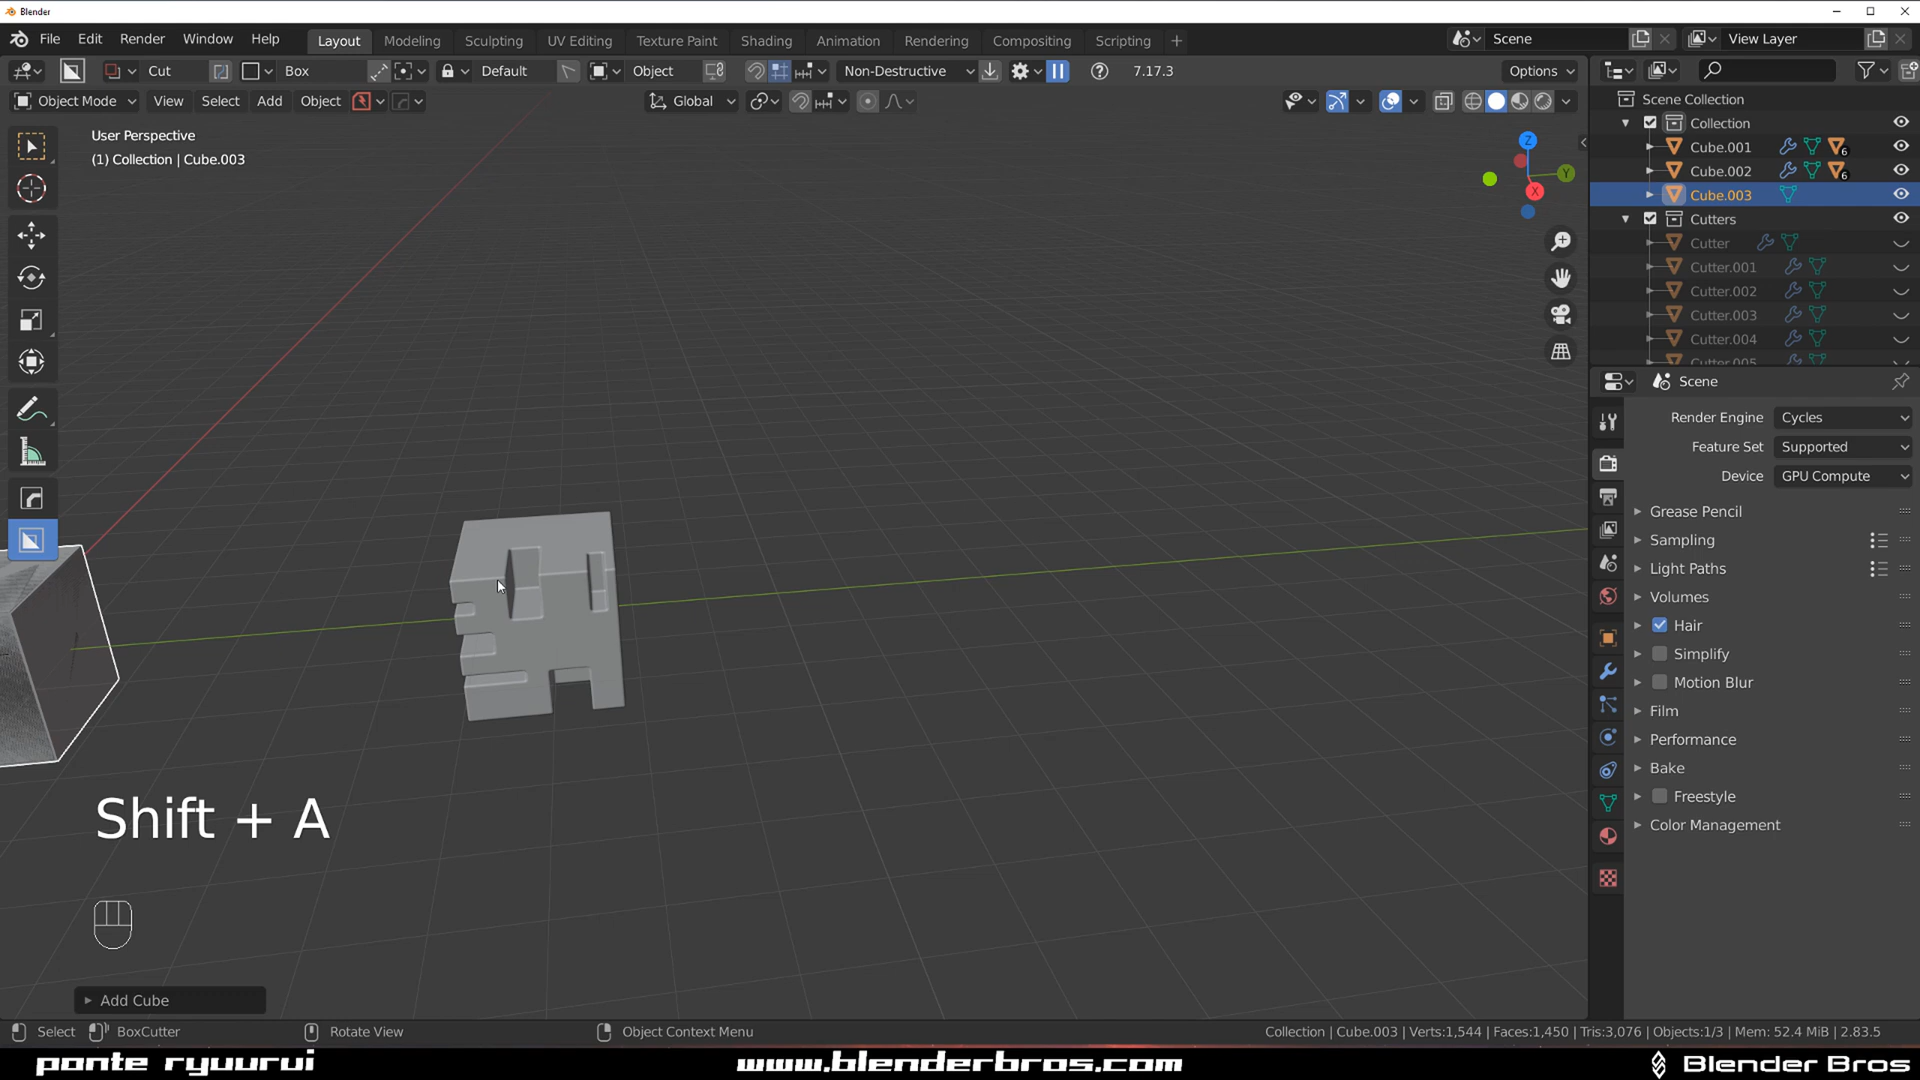 Blender
File Edit Render Window Help Layout Modeling Sculpting UV Editing Texture Paint Shading Animation Rendering Compositing Scripting + Scene View Layer
Cut Box Default Object Non-Destructive 7.17.3 Options
Object Mode View Select Add Object Global
User Perspective
(1) Collection | Cube.003
Z
Y
X
Scene Collection
Collection
Cube.001 6
Cube.002 6
Cube.003
Cutters
Cutter
Cutter.001
Cutter.002
Cutter.003
Cutter.004
Cutter.005
Scene
Render Engine Cycles
Feature Set Supported
Device GPU Compute
Grease Pencil
Sampling
Light Paths
Volumes
Hair
Simplify
Motion Blur
Film
Performance
Bake
Freestyle
Color Management
Shift + A
Add Cube
Select BoxCutter Rotate View Object Context Menu Collection | Cube.003 | Verts:1,544 | Faces:1,450 | Tris:3,076 | Objects:1/3 | Mem: 52.4 MiB | 2.83.5
ponte ryuurui www.blenderbros.com Blender Bros